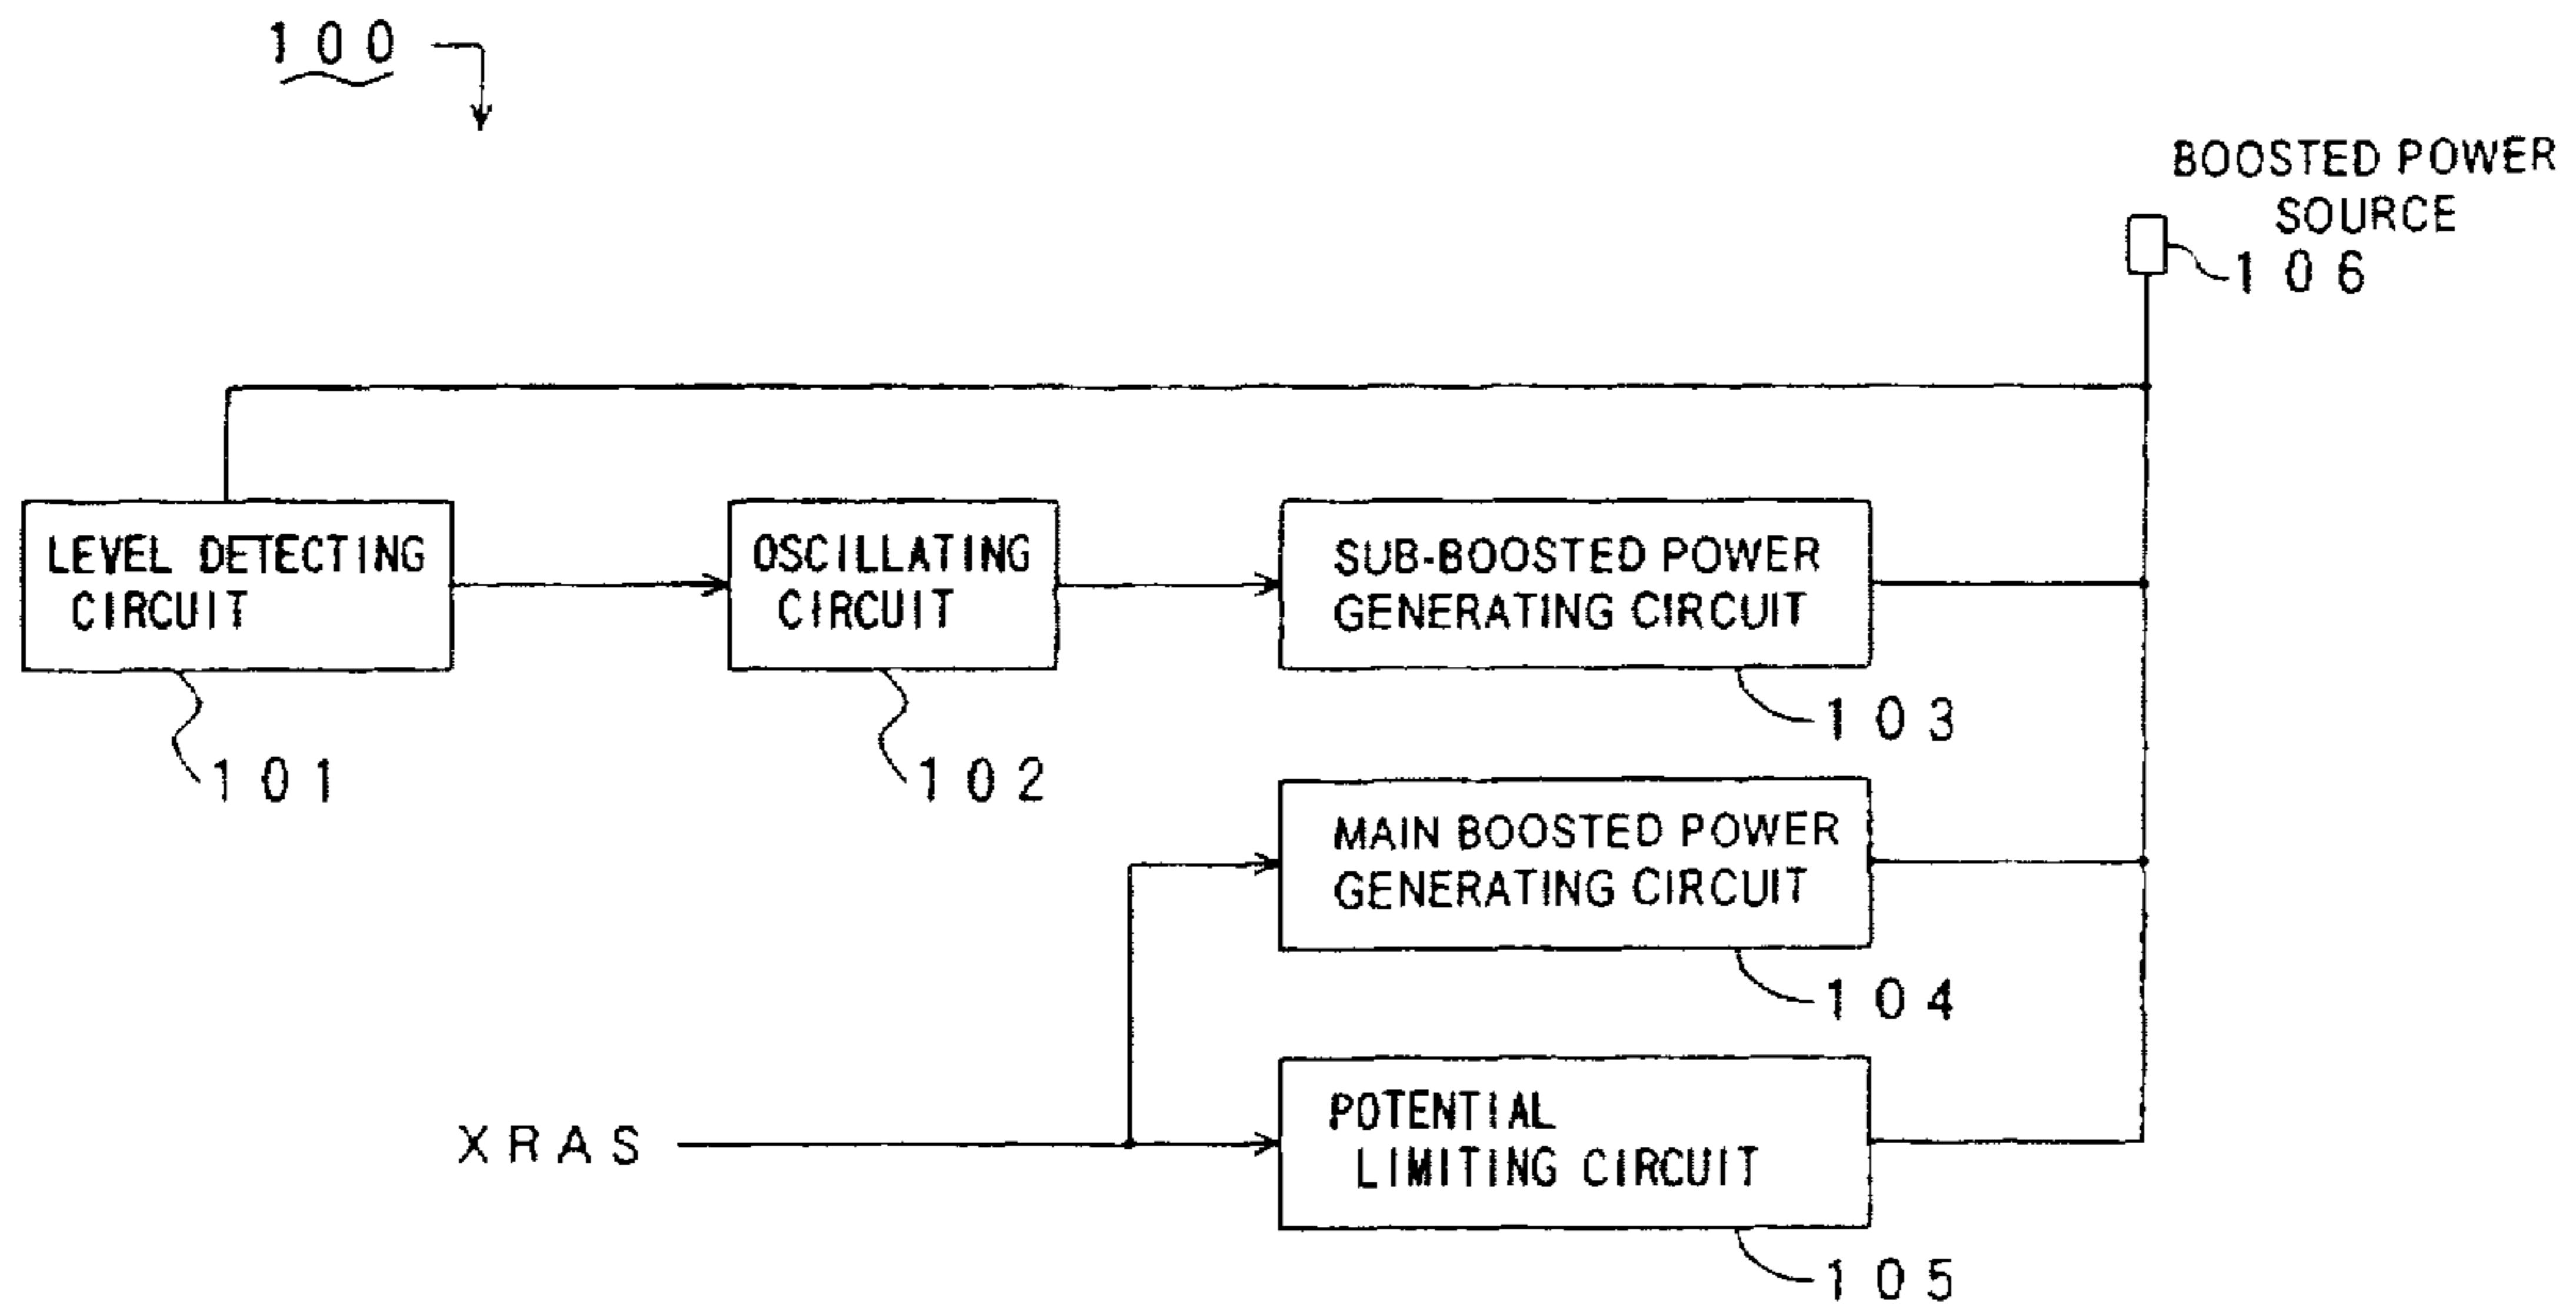 100
BOOSTED POWER
SOURCE
106
LEVEL DETECTING
CIRCUIT
101
OSCILLATING
CIRCUIT
102
SUB-BOOSTED POWER
GENERATING CIRCUIT
103
MAIN BOOSTED POWER
GENERATING CIRCUIT
104
XRAS
POTENTIAL
LIMITING CIRCUIT
105